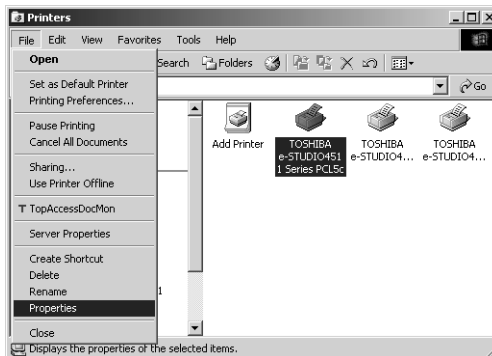 Printers
File Edit View Favorites Tools Help
Search Folders
Go
Open
Set as Default Printer
Printing Preferences...
Pause Printing
Cancel All Documents
Sharing...
Use Printer Offline
TopAccessDocMon
Server Properties
Create Shortcut
Delete
Rename
Properties
Close
1
Add Printer
TOSHIBA
e-STUDIO451
1 Series PCL5c
TOSHIBA
e-STUDIO4...
TOSHIBA
e-STUDIO4...
Displays the properties of the selected items.